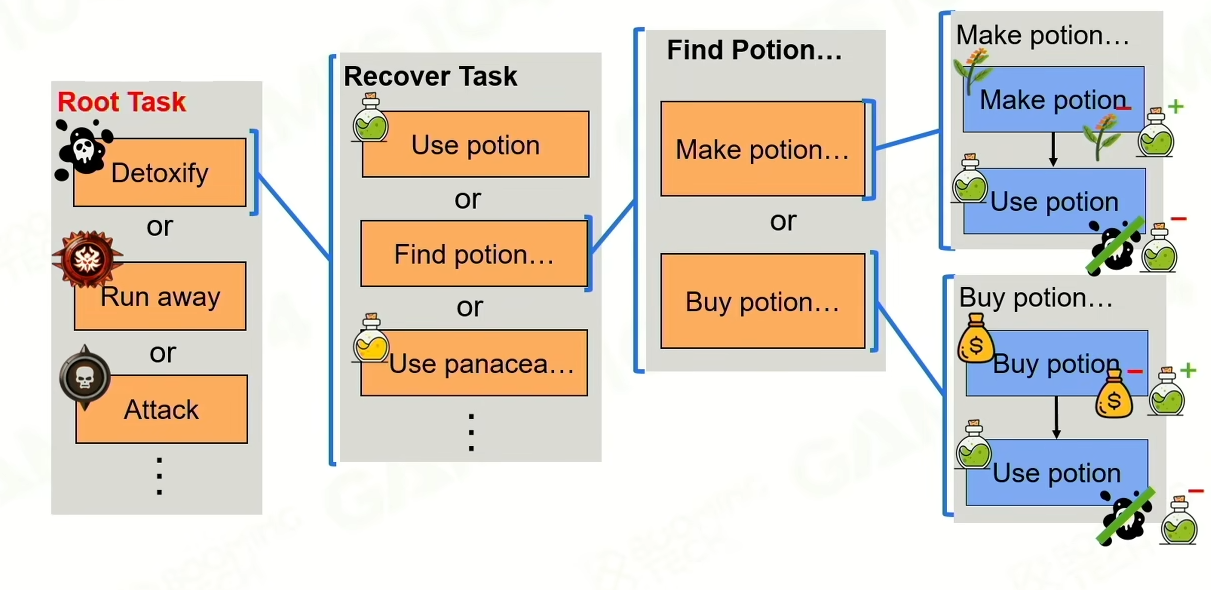 Root Task
Detoxify
or
Run away
or
Attack
Recover Task
Use potion
or
Find potion…
or
Use panacea…
Find Potion…
Make potion…
or
Buy potion…
Make potion…
Make potion
Use potion
Buy potion…
Buy potion
Use potion